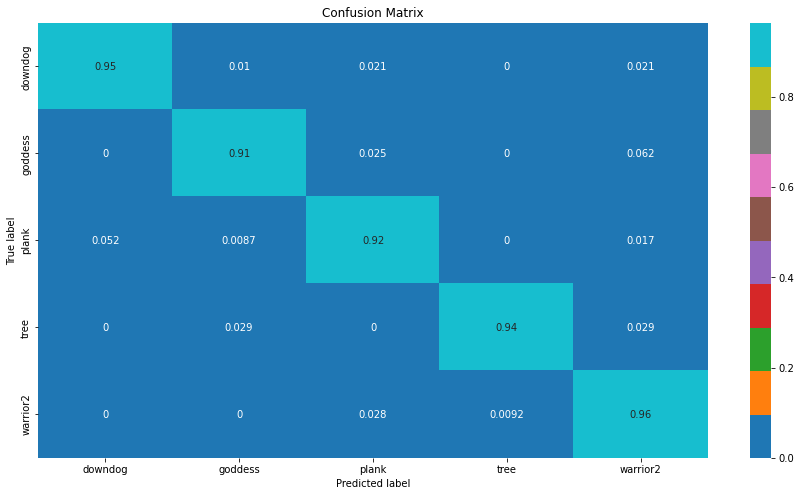 Confusion Matrix
downdog 0.95 0.01 0.021 0 0.021
goddess 0 0.91 0.025 0 0.062
plank 0.052 0.0087 0.92 0 0.017
tree 0 0.029 0 0.94 0.029
warrior2 0 0 0.028 0.0092 0.96
True label
downdog goddess plank tree warrior2
Predicted label
0.8
0.6
0.4
0.2
0.0